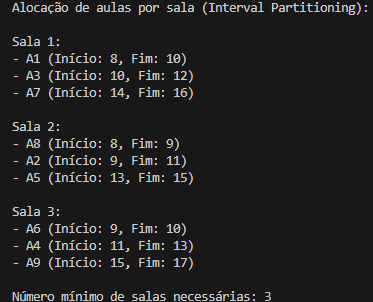 Alocação de aulas por sala (Interval Partitioning):
Sala 1:
- A1 (Início: 8, Fim: 10)
- A3 (Início: 10, Fim: 12)
- A7 (Início: 14, Fim: 16)
Sala 2:
- A8 (Início: 8, Fim: 9)
- A2 (Início: 9, Fim: 11)
- A5 (Início: 13, Fim: 15)
Sala 3:
- A6 (Início: 9, Fim: 10)
- A4 (Início: 11, Fim: 13)
- A9 (Início: 15, Fim: 17)
Número mínimo de salas necessárias: 3